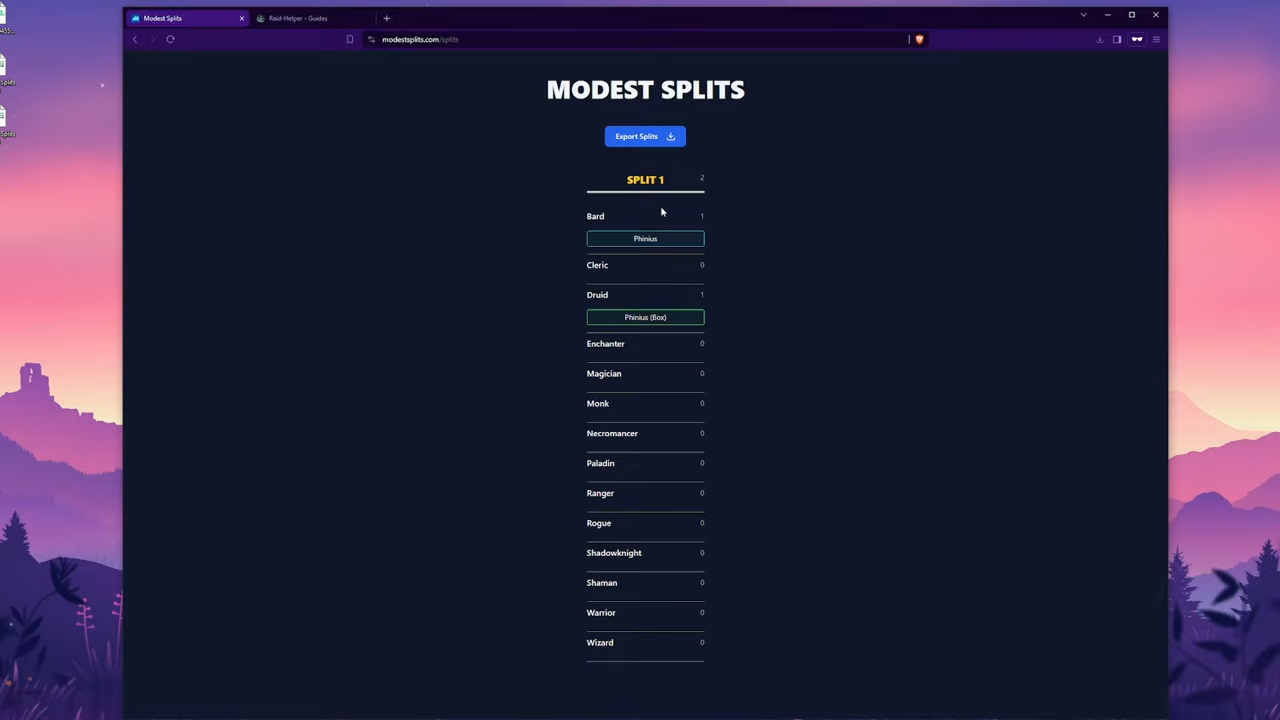 Modest Splits
Raid-Helper - Guides
modestsplits.com/splits
Splits
Splits
MODEST SPLITS
Export Splits
SPLIT 1 2
Bard 1
Phinius
Cleric 0
Druid 1
Phinius (Box)
Enchanter 0
Magician 0
Monk 0
Necromancer 0
Paladin 0
Ranger 0
Rogue 0
Shadowknight 0
Shaman 0
Warrior 0
Wizard 0